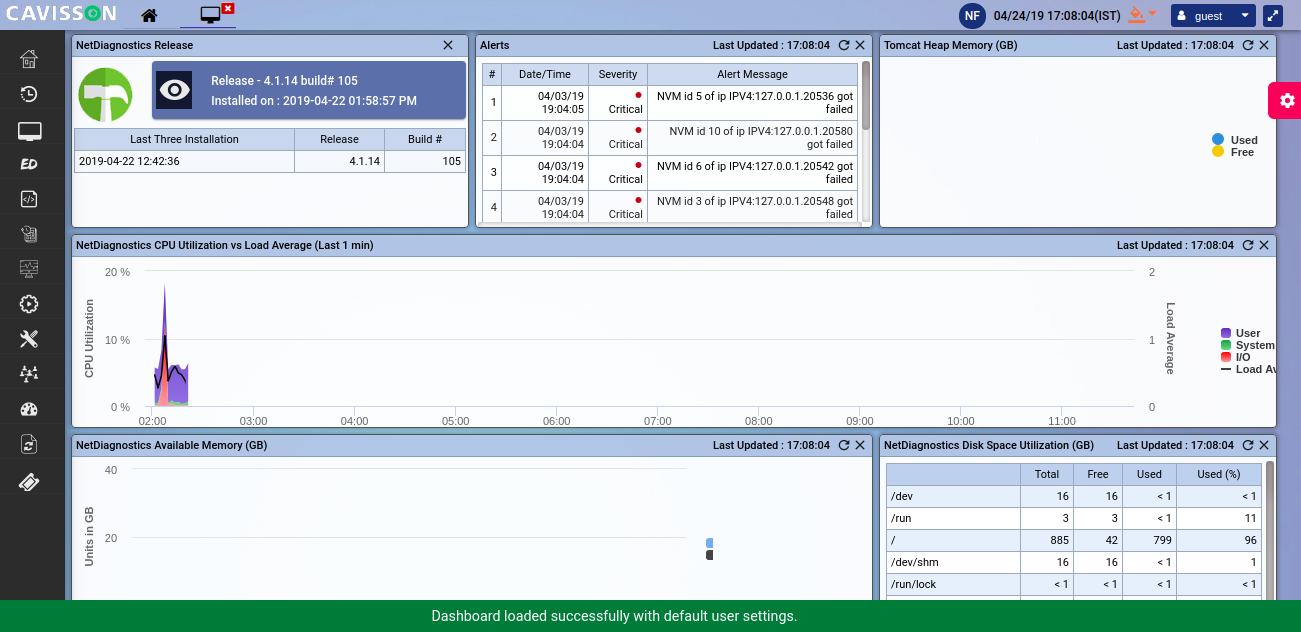 CAVISSON
NF
04/24/19 17:08:04(IST)
guest
NetDiagnostics Release
Release - 4.1.14 build# 105
Installed on : 2019-04-22 01:58:57 PM
Last Three Installation Release Build #
2019-04-22 12:42:36 4.1.14 105
Alerts Last Updated : 17:08:04
# Date/Time Severity Alert Message
1 04/03/19 19:04:05 Critical NVM id 5 of ip IPV4:127.0.0.1.20536 got failed
2 04/03/19 19:04:04 Critical NVM id 10 of ip IPV4:127.0.0.1.20580 got failed
3 04/03/19 19:04:04 Critical NVM id 6 of ip IPV4:127.0.0.1.20542 got failed
4 04/03/19 19:04:04 Critical NVM id 3 of ip IPV4:127.0.0.1.20548 got failed
Tomcat Heap Memory (GB) Last Updated : 17:08:04
Used
Free
ED
NetDiagnostics CPU Utilization vs Load Average (Last 1 min) Last Updated : 17:08:04
CPU Utilization
20 %
10 %
0 %
02:00 03:00 04:00 05:00 06:00 07:00 08:00 09:00 10:00 11:00
2
1
0
Load Average
User
System
I/O
Load Av
NetDiagnostics Available Memory (GB) Last Updated : 17:08:04
Units in GB
40
20
NetDiagnostics Disk Space Utilization (GB) Last Updated : 17:08:04
Total Free Used Used (%)
/dev 16 16 < 1 < 1
/run 3 3 < 1 11
/ 885 42 799 96
/dev/shm 16 16 < 1 1
/run/lock < 1 < 1 < 1 < 1
Dashboard loaded successfully with default user settings.